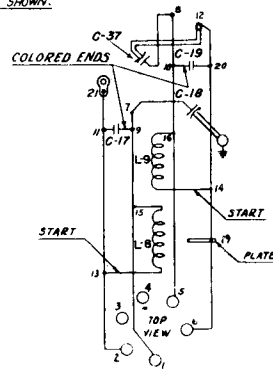 SHOWN.
8
12
C-37
C-19
COLORED ENDS
18
20
C-18
21
7
11
9
C-17
16
L-9
14
15
START
L-8
START
19
PLATE
13
3
4
5
TOP
VIEW
6
2
1